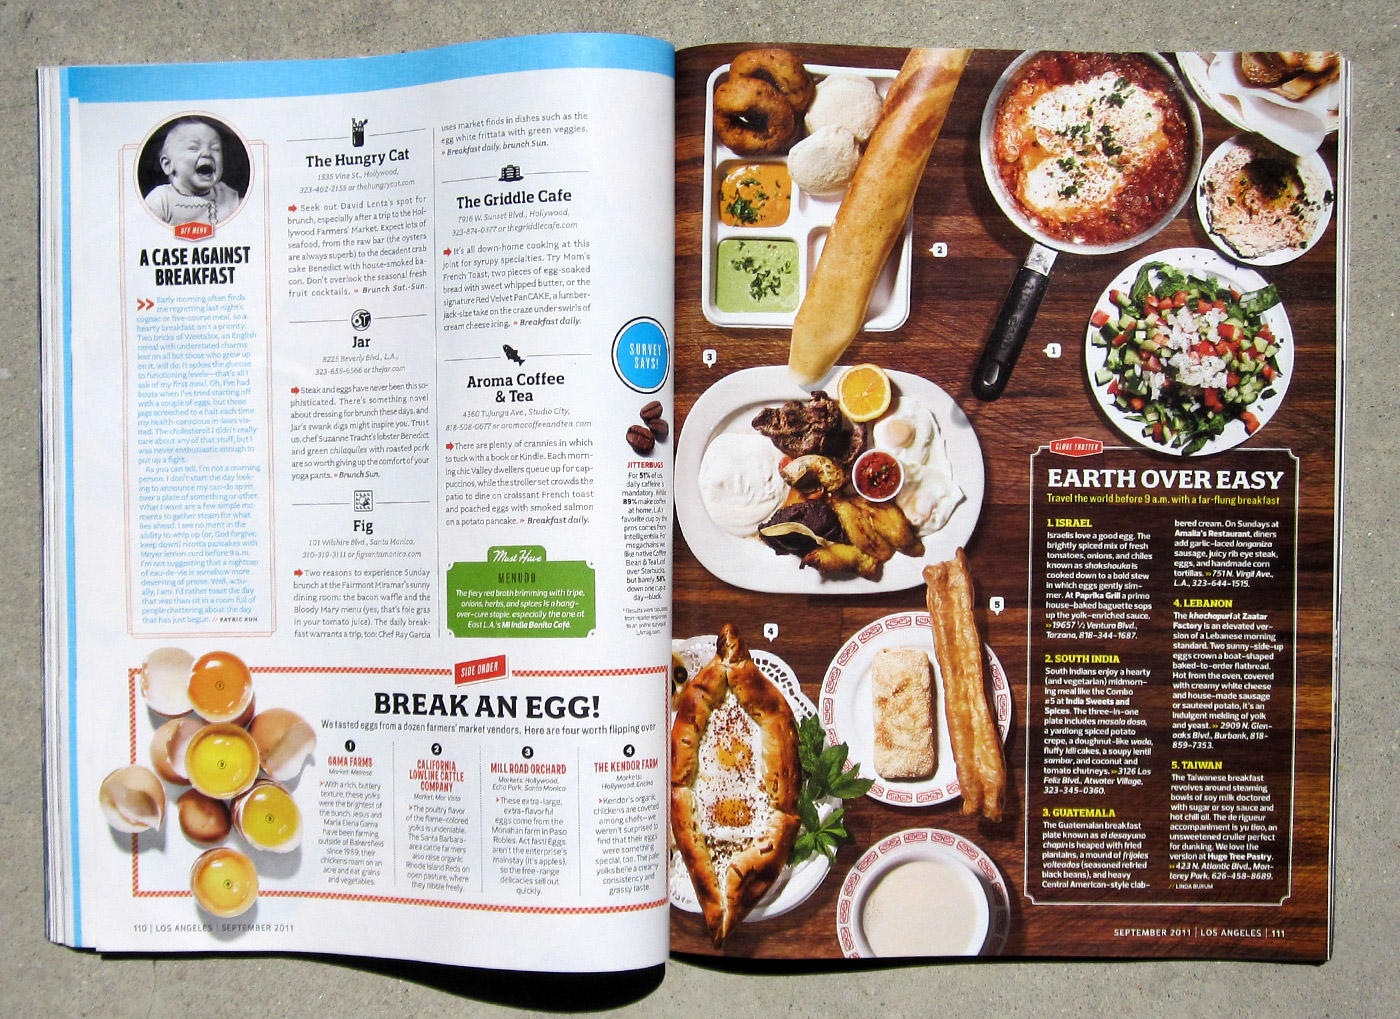 OFF MENU
A CASE AGAINST
BREAKFAST
Early morning often finds
me regretting last night's
cognac or five-course meal, so a
hearty breakfast isn't a priority.
Two bricks of Weetabix, an English
cereal with understated charms
lost on all but those who grew up
on it, will do. It spikes the glucose
to functioning levels—that's all I
ask of my first meal. Oh, I've had
bouts when I've tried starting off
with a couple of eggs, but those
jags screeched to a halt each time
my health-conscious in-laws vis-
ited. The cholesterol I didn't really
care about any of that stuff, but I
was never enthusiastic enough to
put up a fight.
As you can tell, I'm not a morning
person. I don't start the day look-
ing to announce my can-do spirit
over a plate of something or other.
What I want are a few simple mo-
ments to gather steam for what
lies ahead. I see no merit in the
ability to whip up (or, God forgive,
keep down) ricotta pancakes with
Meyer lemon curd before 9 a.m.
I'm not suggesting that a nightcap
of eau-de-vie is somehow more
deserving of praise. Well, actu-
ally, I am. I'd rather toast the day
that was than sit in a room full of
people chattering about the day
that has just begun. // PATRIC KUH
The Hungry Cat
1535 Vine St., Hollywood,
323-462-2155 or thehungrycat.com
Seek out David Lentz's spot for
brunch, especially after a trip to the Hol-
lywood Farmers' Market. Expect lots of
seafood, from the raw bar (the oysters
are always superb) to the decadent crab
cake Benedict with house-smoked ba-
con. Don't overlook the seasonal fresh
fruit cocktails. » Brunch Sat.-Sun.
Jar
8225 Beverly Blvd., L.A.,
323-655-6566 or thejar.com
Steak and eggs have never been this so-
phisticated. There's something novel
about dressing for brunch these days, and
Jar's swank digs might inspire you. Trust
us, chef Suzanne Tracht's lobster Benedict
and green chilaquiles with roasted pork
are so worth giving up the comfort of your
yoga pants. » Brunch Sun.
Fig
101 Wilshire Blvd., Santa Monica,
310-319-3111 or figsantamonica.com
Two reasons to experience Sunday
brunch at the Fairmont Miramar's sunny
dining room: the bacon waffle and the
Bloody Mary menu (yes, that's foie gras
in your tomato juice). The daily break-
fast warrants a trip, too: Chef Ray Garcia
uses market finds in dishes such as the
egg white frittata with green veggies.
» Breakfast daily, brunch Sun.
The Griddle Cafe
7916 W. Sunset Blvd., Hollywood,
323-874-0377 or thegriddlecafe.com
It's all down-home cooking at this
joint for syrupy specialties. Try Mom's
French Toast, two pieces of egg-soaked
bread with sweet whipped butter, or the
signature Red Velvet PanCAKE, a lumber-
jack-size take on the craze under swirls of
cream cheese icing. » Breakfast daily.
Aroma Coffee
& Tea
4360 Tujunga Ave., Studio City,
818-508-0677 or aromacoffeeandtea.com
There are plenty of crannies in which
to tuck with a book or Kindle. Each morn-
ing chic Valley dwellers queue up for cap-
puccinos, while the stroller set crowds the
patio to dine on croissant French toast
and poached eggs with smoked salmon
on a potato pancake. » Breakfast daily.
Must Have
MENUDO
The fiery red broth brimming with tripe,
onions, herbs, and spices is a hang-
over-cure staple, especially the one at
East L.A.'s Mi India Bonita Café.
SURVEY
SAYS!
JITTERBUGS
For 51% of us,
daily caffeine is
mandatory. While
89% make coffee
at home, L.A.'s
favorite cup by the
pros comes from
Intelligentsia. For
megachains we
like native Coffee
Bean & Tea Leaf
over Starbucks,
but barely. 58%
down one cup a
day—black.
SIDE ORDER
BREAK AN EGG!
We tasted eggs from a dozen farmers' market vendors. Here are four worth flipping over
1
GAMA FARMS
Market: Melrose
With a rich, buttery
texture, these yolks
were the brightest of
the bunch. Jesus and
Maria Elena Gama
have been farming
outside of Bakersfield
since 1989; their
chickens roam on an
acre and eat grains
and vegetables.
2
CALIFORNIA
LOWLINE CATTLE
COMPANY
Market: Mar Vista
The poultry flavor
of the flame-colored
yolks is undeniable.
The Santa Barbara-
area cattle farmers
also raise organic
Rhode Island Reds on
open pasture, where
they nibble freely.
3
MILL ROAD ORCHARD
Markets: Hollywood,
Echo Park, Santa Monica
These extra-large,
extra-flavorful
eggs come from the
Monahan farm in Paso
Robles. Act fast! Eggs
aren't the enterprise's
mainstay (it's apples),
so the free-range
delicacies sell out
quickly.
4
THE KENDOR FARM
Markets:
Hollywood, Encino
Kendor's organic
chickens are coveted
among chefs—we
weren't surprised to
find that their eggs
were something
special, too. The pale
yolks belie a creamy
consistency and
grassy taste.
1
2
3
4
110 | LOS ANGELES | SEPTEMBER 2011
2
3
1
5
4
GLOBE TROTTER
EARTH OVER EASY
Travel the world before 9 a.m. with a far-flung breakfast
1. ISRAEL
Israelis love a good egg. The
brightly spiced mix of fresh
tomatoes, onions, and chiles
known as shakshouka is
cooked down to a bold stew
in which eggs gently sim-
mer. At Paprika Grill a primo
house-baked baguette sops
up the yolk-enriched sauce.
» 19657 ½ Ventura Blvd.,
Tarzana, 818-344-1687.
2. SOUTH INDIA
South Indians enjoy a hearty
(and vegetarian) midmorn-
ing meal like the Combo
#5 at India Sweets and
Spices. The three-in-one
plate includes masala dosa,
a yardlong spiced potato
crepe, a doughnut-like wada,
fluffy idli cakes, a soupy lentil
sambar, and coconut and
tomato chutneys. » 3126 Los
Feliz Blvd., Atwater Village,
323-345-0360.
3. GUATEMALA
The Guatemalan breakfast
plate known as el desayuno
chapin is heaped with fried
plantains, a mound of frijoles
volteados (seasoned refried
black beans), and heavy
Central American-style clab-
bered cream. On Sundays at
Amalia's Restaurant, diners
add garlic-laced longaniza
sausage, juicy rib eye steak,
eggs, and handmade corn
tortillas. » 751 N. Virgil Ave.,
L.A., 323-644-1515.
4. LEBANON
The khachapuri at Zaatar
Factory is an elevated ver-
sion of a Lebanese morning
standard. Two sunny-side-up
eggs crown a boat-shaped
baked-to-order flatbread.
Hot from the oven, covered
with creamy white cheese
and house-made sausage
or sautéed potato, it's an
indulgent melding of yolk
and yeast. » 2909 N. Glen-
oaks Blvd., Burbank, 818-
859-7353.
5. TAIWAN
The Taiwanese breakfast
revolves around steaming
bowls of soy milk doctored
with sugar or soy sauce and
hot chili oil. The de rigueur
accompaniment is yu tiao, an
unsweetened cruller perfect
for dunking. We love the
version at Huge Tree Pastry.
» 423 N. Atlantic Blvd., Mon-
terey Park, 626-458-8689.
// LINDA BURUM
SEPTEMBER 2011 | LOS ANGELES | 111